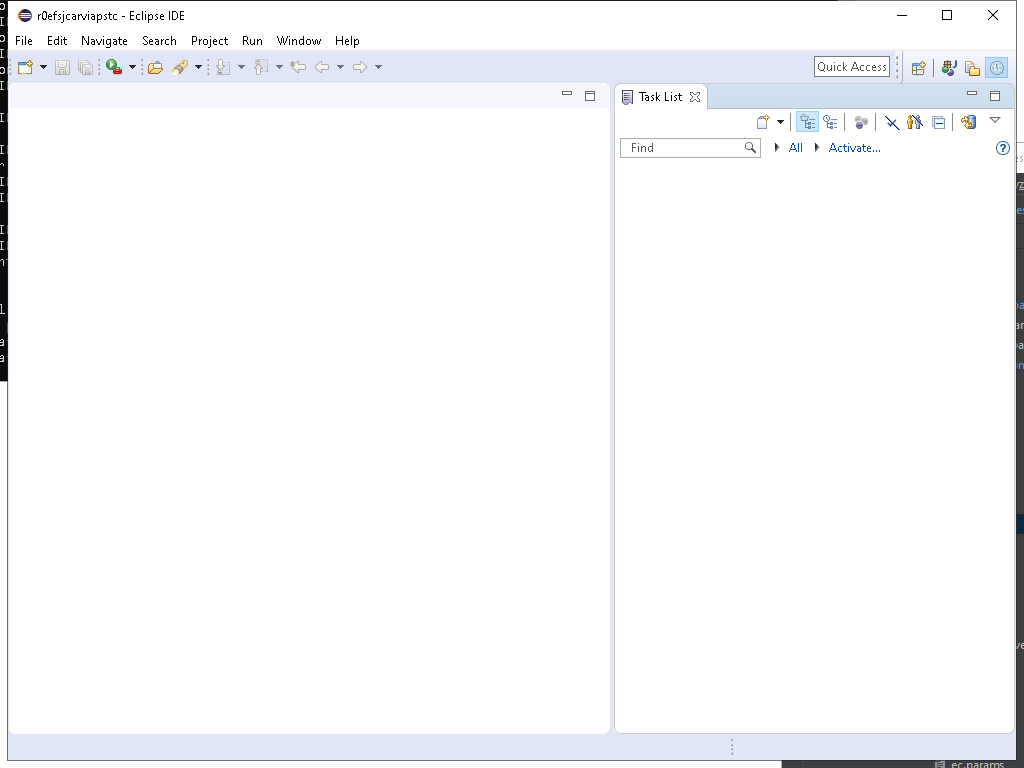 r0efsjcarviapstc - Eclipse IDE
File Edit Navigate Search Project Run Window Help
Quick Access
Task List
Find All Activate...
ec.params